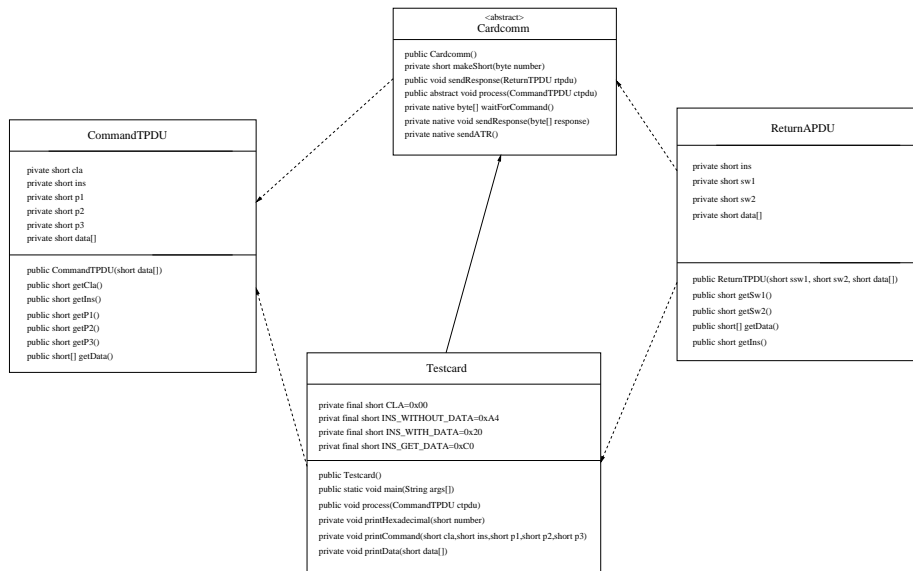 <abstract>
Cardcomm
public Cardcomm()
private short makeShort(byte number)
public void sendResponse(ReturnTPDU rtpdu)
public abstract void process(CommandTPDU ctpdu)
private native byte[] waitForCommand()
private native void sendResponse(byte[] response)
private native sendATR()
CommandTPDU
pivate short cla
private short ins
private short p1
private short p2
private short p3
private short data[]
public CommandTPDU(short data[])
public short getCla()
public short getIns()
public short getP1()
public short getP2()
public short getP3()
public short[] getData()
ReturnAPDU
private short ins
private short sw1
private short sw2
private short data[]
public ReturnTPDU(short ssw1, short sw2, short data[])
public short getSw1()
public short getSw2()
public short[] getData()
public short getIns()
Testcard
private final short CLA=0x00
privat final short INS_WITHOUT_DATA=0xA4
private final short INS_WITH_DATA=0x20
privat final short INS_GET_DATA=0xC0
public Testcard()
public static void main(String args[])
public void process(CommandTPDU ctpdu)
private void printHexadecimal(short number)
private void printCommand(short cla,short ins,short p1,short p2,short p3)
private void printData(short data[])